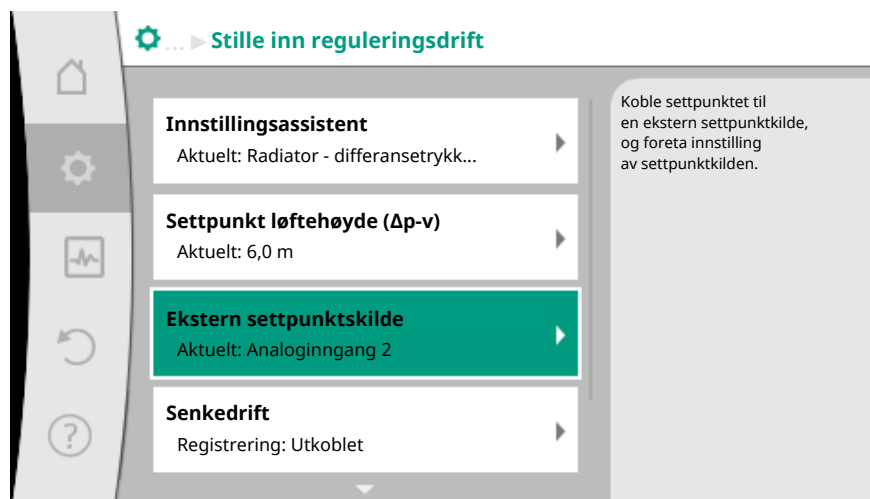 ... Stille inn reguleringsdrift
Innstillingsassistent
Aktuelt: Radiator - differansetrykk...
Settpunkt løftehøyde (Δp-v)
Aktuelt: 6,0 m
Ekstern settpunktskilde
Aktuelt: Analoginngang 2
Senkedrift
Registrering: Utkoblet
Koble settpunktet til
en ekstern settpunktkilde,
og foreta innstilling
av settpunktkilden.
?